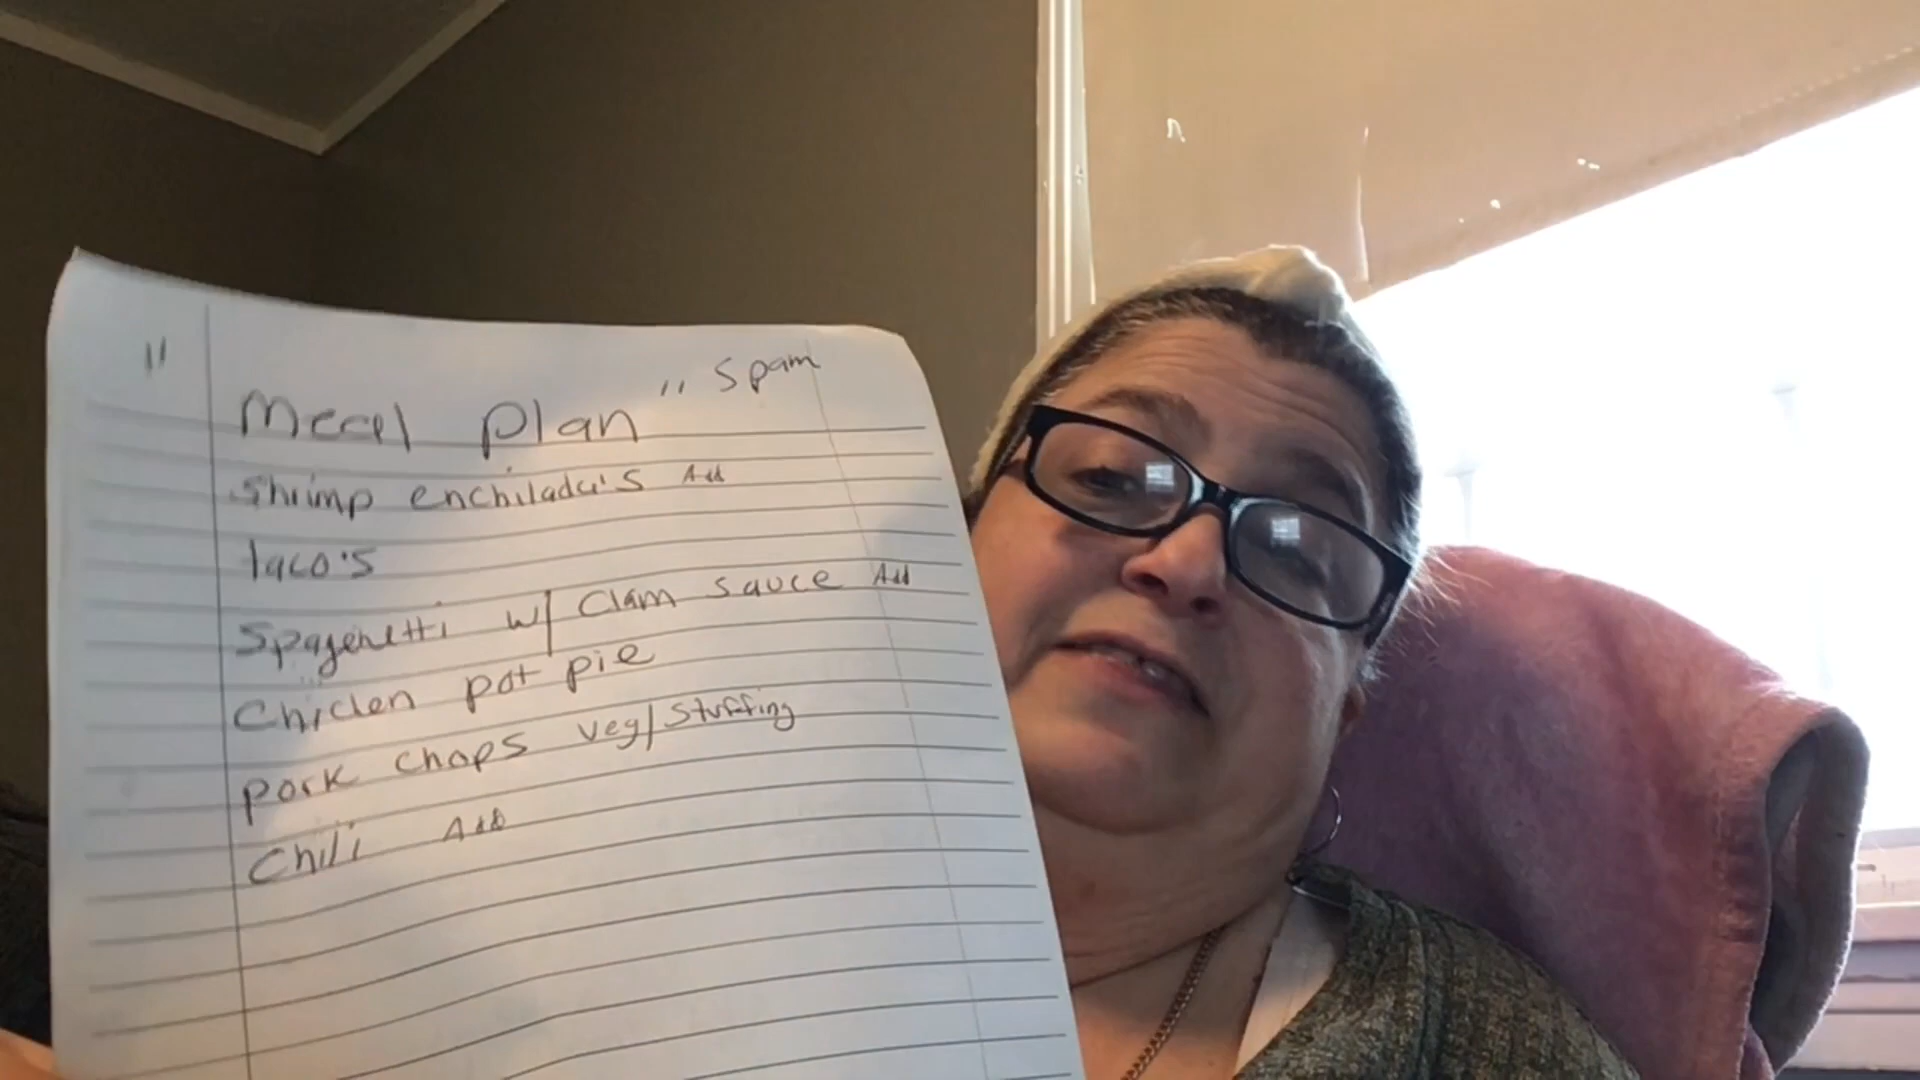 " Meal plan " Spam
Shrimp enchilada's Add
taco's
Spagehetti w/ Clam sauce Add
Chicken pot pie
pork chops veg/Stuffing
Chili Add